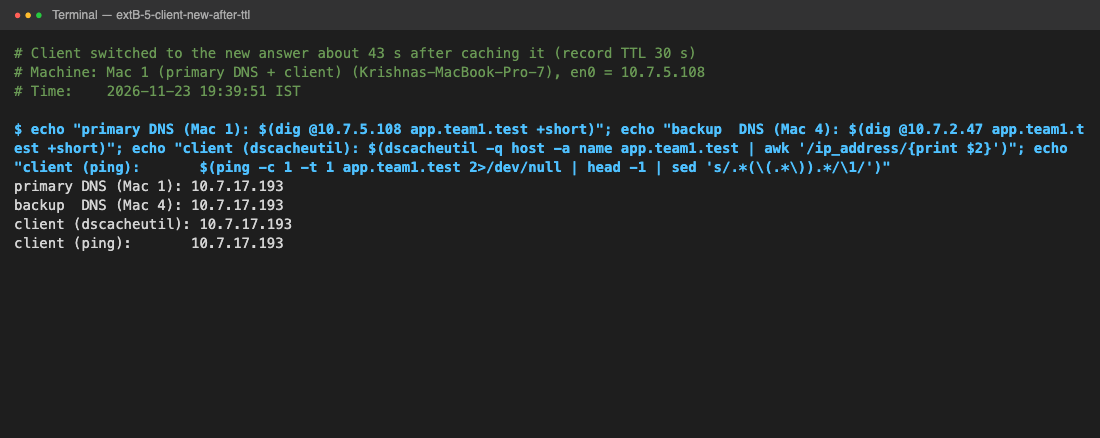 Terminal — extB-5-client-new-after-ttl
# Client switched to the new answer about 43 s after caching it (record TTL 30 s)
# Machine: Mac 1 (primary DNS + client) (Krishnas-MacBook-Pro-7), en0 = 10.7.5.108
# Time:    2026-11-23 19:39:51 IST
$ echo "primary DNS (Mac 1): $(dig @10.7.5.108 app.team1.test +short)"; echo "backup  DNS (Mac 4): $(dig @10.7.2.47 app.team1.t
est +short)"; echo "client (dscacheutil): $(dscacheutil -q host -a name app.team1.test | awk '/ip_address/{print $2}')"; echo
"client (ping):       $(ping -c 1 -t 1 app.team1.test 2>/dev/null | head -1 | sed 's/.*(\(.*\)).*/\1/')"
primary DNS (Mac 1): 10.7.17.193
backup  DNS (Mac 4): 10.7.17.193
client (dscacheutil): 10.7.17.193
client (ping):       10.7.17.193